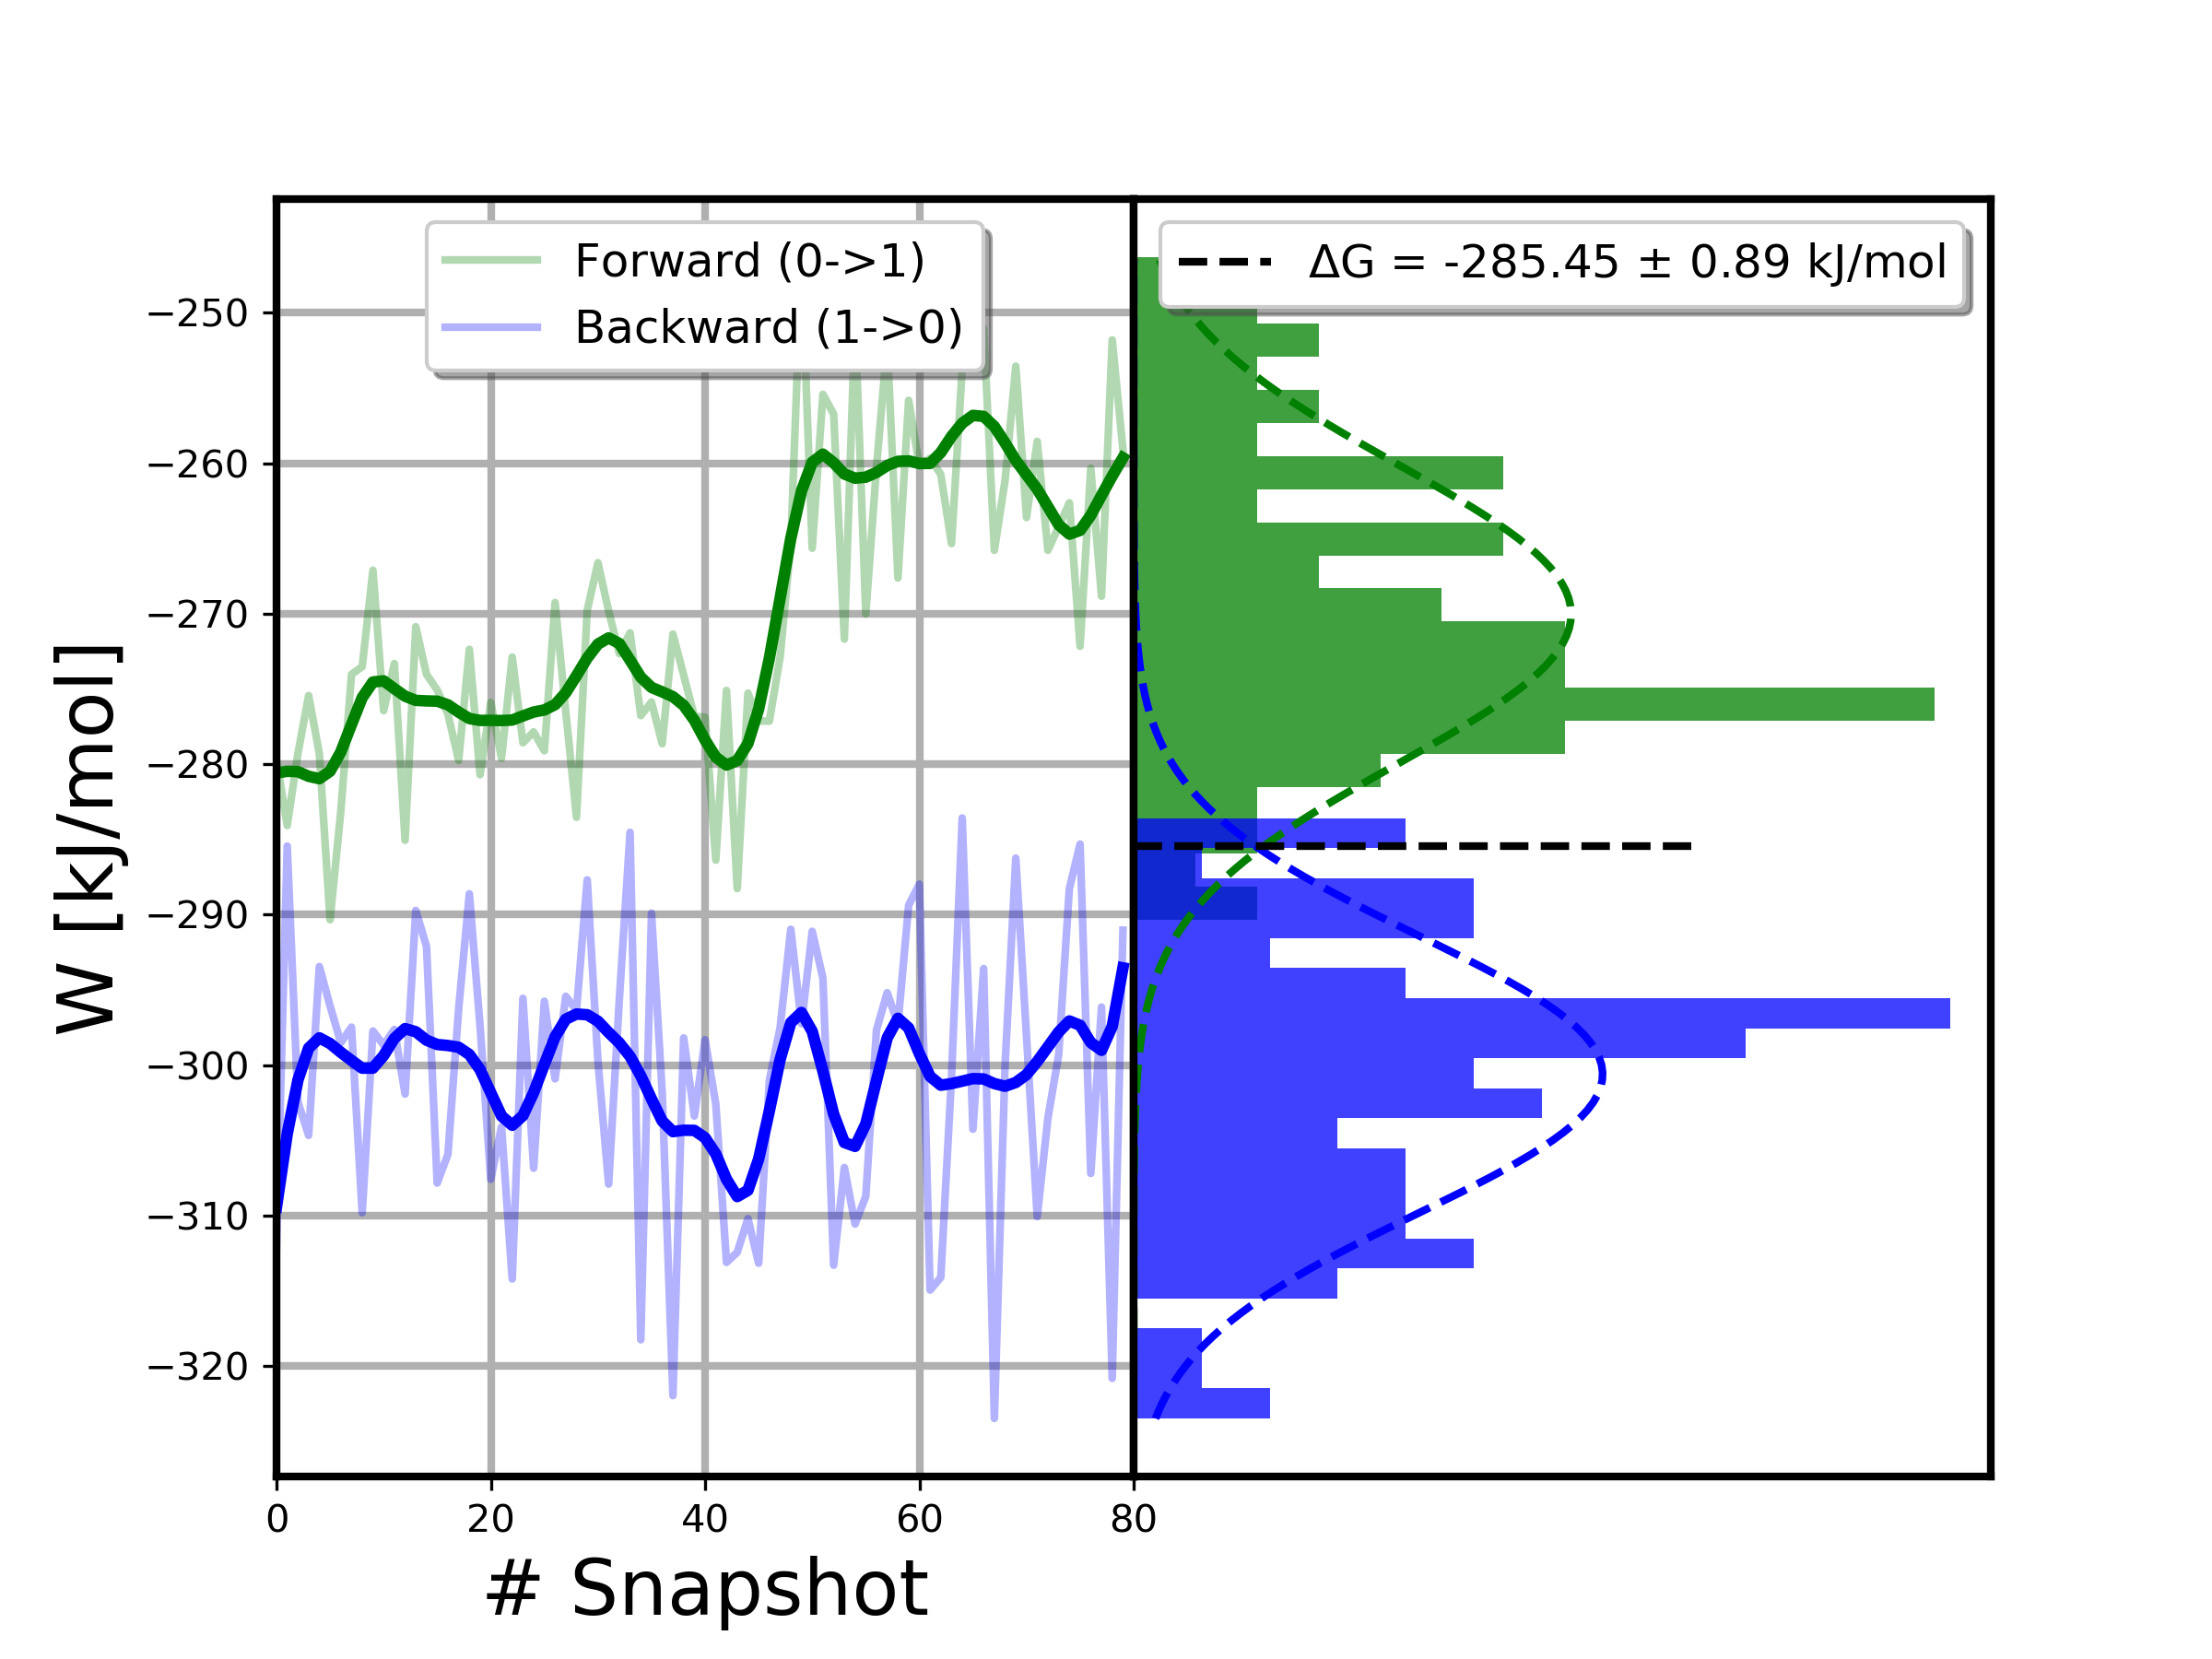 Forward (0->1)
Backward (1->0)
ΔG = -285.45 ± 0.89 kJ/mol
W [kJ/mol]
−250
−260
−270
−280
−290
−300
−310
−320
0 20 40 60 80
# Snapshot